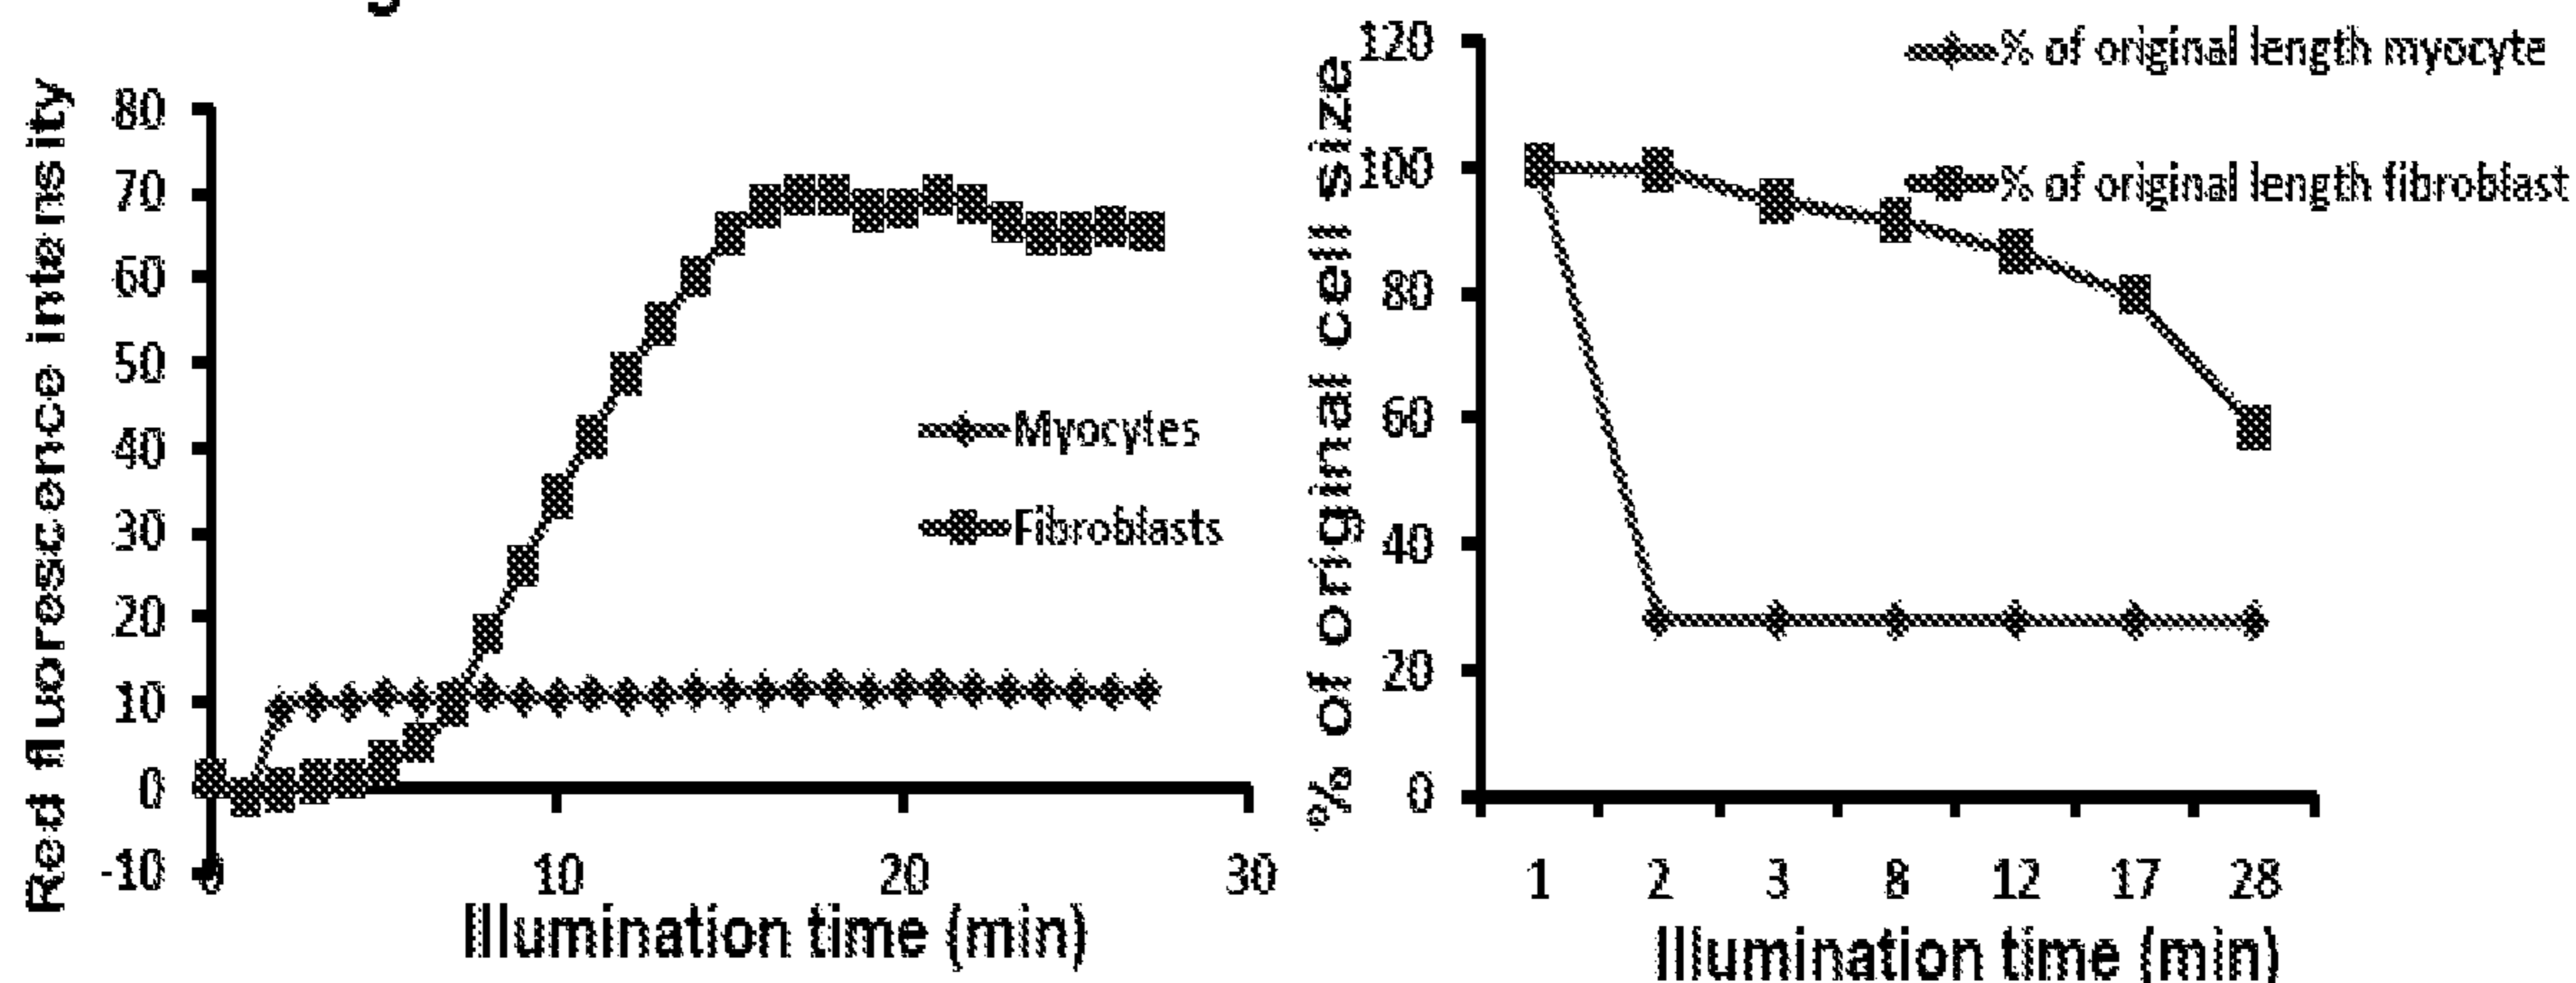 Red fluorescence intensity
80
70
60
50
40
30
20
10
0
-10
0 10 20 30
Illumination time (min)
Myocytes
Fibroblasts
% of original cell size
120
100
80
60
40
20
0
1 2 3 8 12 17 28
Illumination time (min)
% of original length myocyte
% of original length fibroblast